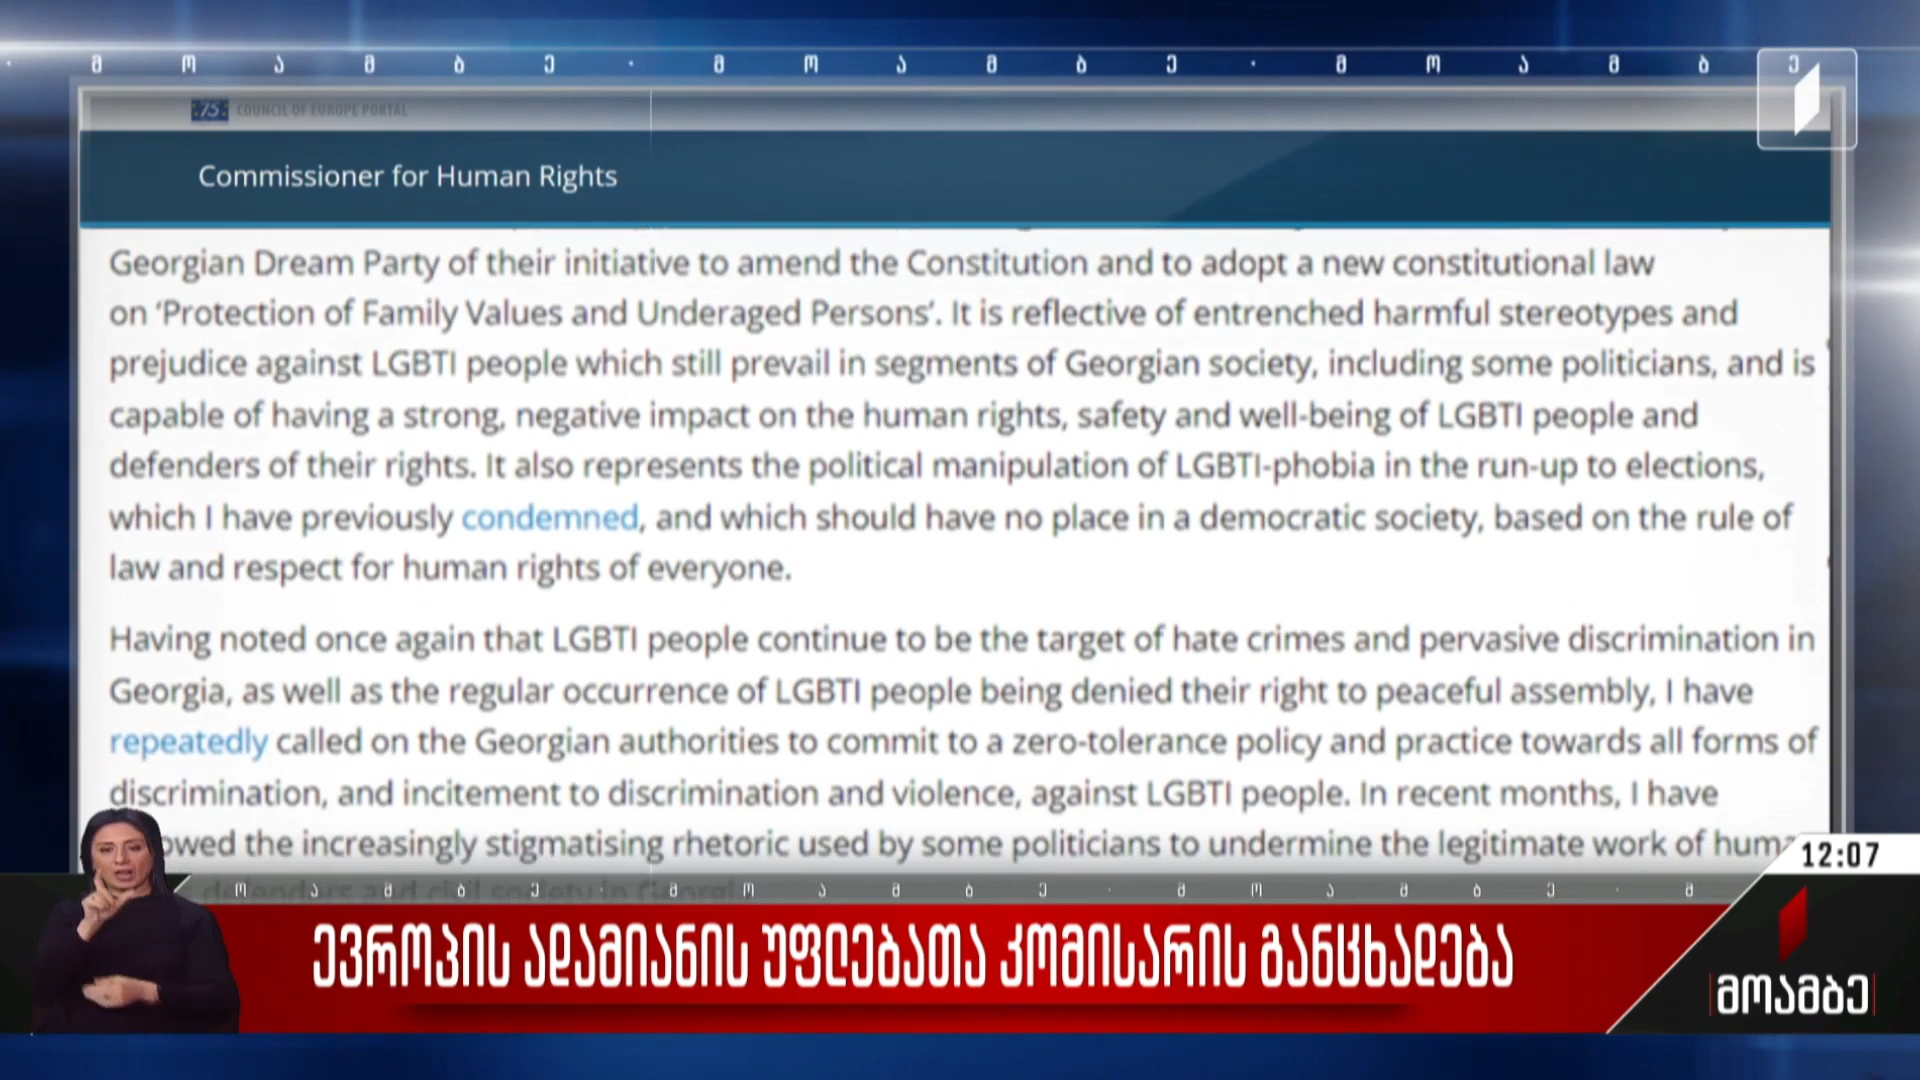 · მ ო ა მ ბ ე · მ ო ა მ ბ ე · მ ო ა მ ბ ე
75 COUNCIL OF EUROPE PORTAL
Commissioner for Human Rights
Georgian Dream Party of their initiative to amend the Constitution and to adopt a new constitutional law
on ‘Protection of Family Values and Underaged Persons’. It is reflective of entrenched harmful stereotypes and
prejudice against LGBTI people which still prevail in segments of Georgian society, including some politicians, and is
capable of having a strong, negative impact on the human rights, safety and well-being of LGBTI people and
defenders of their rights. It also represents the political manipulation of LGBTI-phobia in the run-up to elections,
which I have previously condemned, and which should have no place in a democratic society, based on the rule of
law and respect for human rights of everyone.
Having noted once again that LGBTI people continue to be the target of hate crimes and pervasive discrimination in
Georgia, as well as the regular occurrence of LGBTI people being denied their right to peaceful assembly, I have
repeatedly called on the Georgian authorities to commit to a zero-tolerance policy and practice towards all forms of
discrimination, and incitement to discrimination and violence, against LGBTI people. In recent months, I have
the increasingly stigmatising rhetoric used by some politicians to undermine the legitimate work of
12:07
defenders and civil society in
მ ო ა მ ბ ე · მ ო ა მ ბ ე · მ ო ა მ ბ ე · მ
ევროპის ადამიანის უფლებათა კომისარის განცხადება
მოამბე